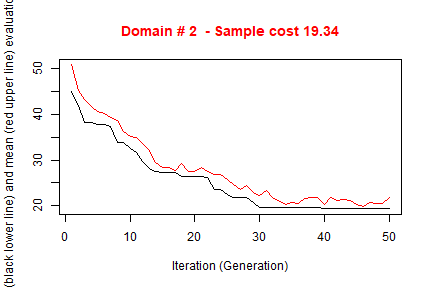 Domain # 2 - Sample cost 19.34
(black lower line) and mean (red upper line) evaluatio
50
40
30
20
0 10 20 30 40 50
Iteration (Generation)